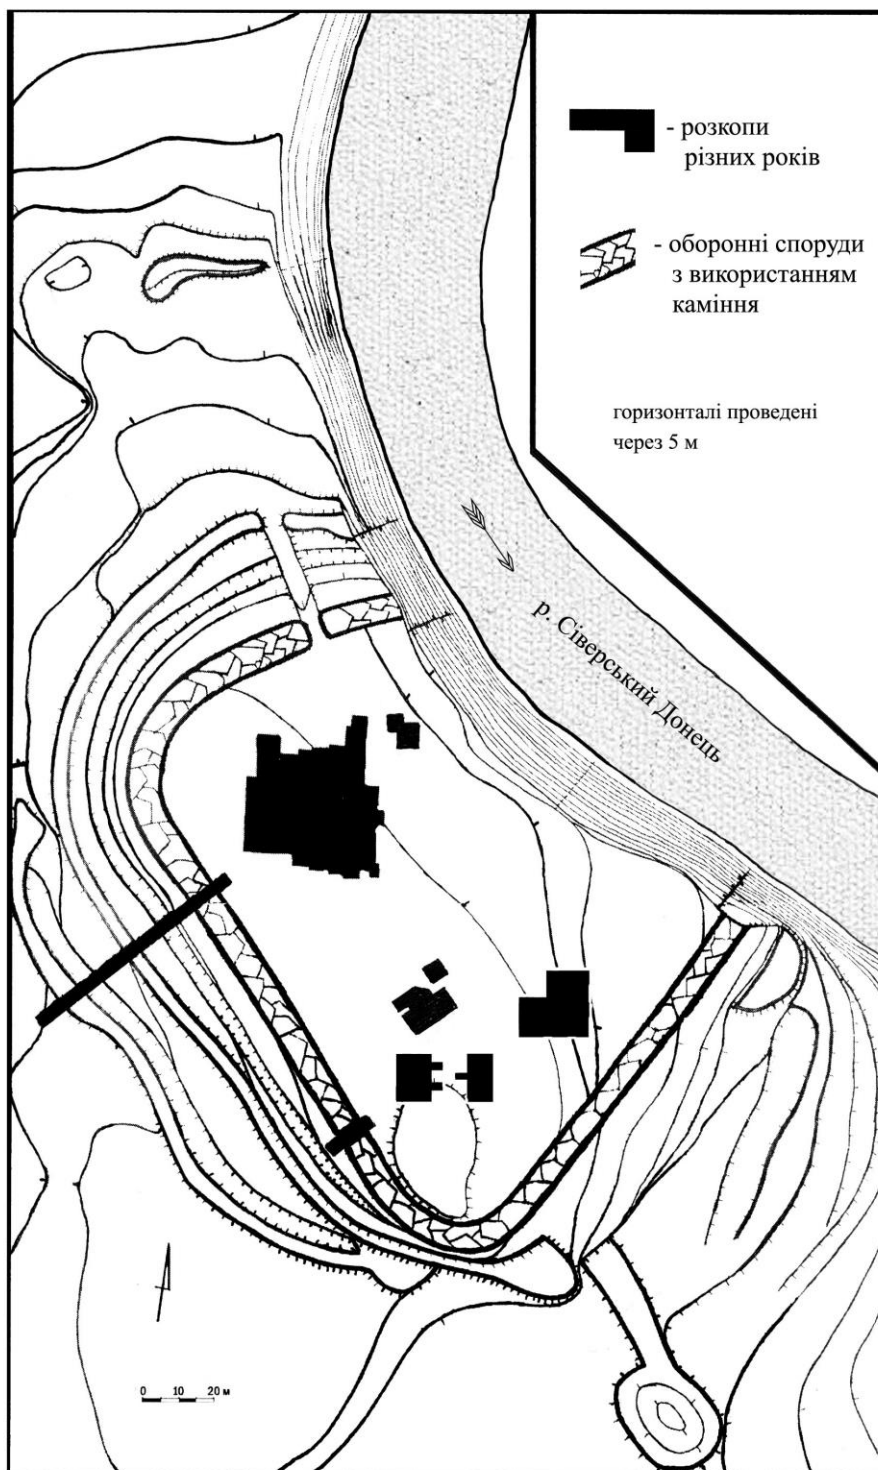 - розкопи
різних років
- оборонні споруди
з використанням
каміння
горизонталі проведені
через 5 м
р. Сіверський Донець
0 10 20 м